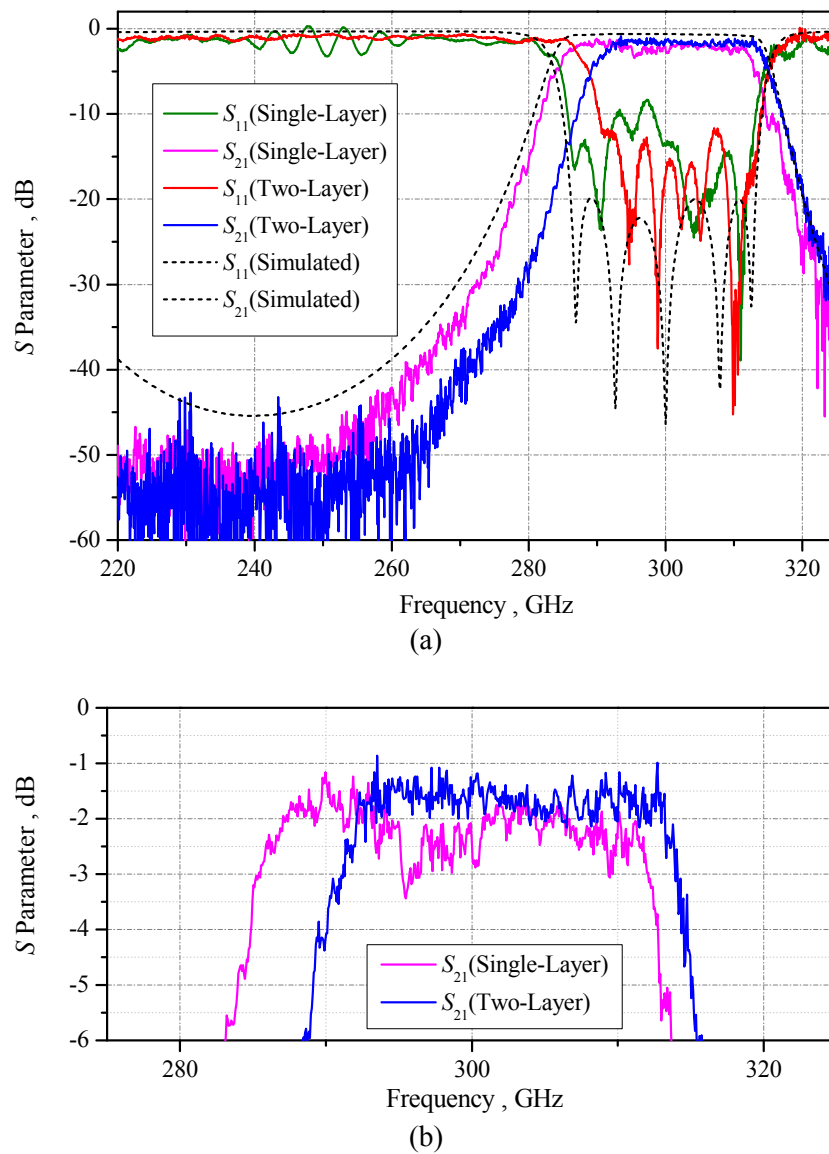 0
-10
-20
-30
-40
-50
-60
S Parameter , dB
S11(Single-Layer)
S21(Single-Layer)
S11(Two-Layer)
S21(Two-Layer)
S11(Simulated)
S21(Simulated)
220 240 260 280 300 320
Frequency , GHz
(a)
0
-1
-2
-3
-4
-5
-6
S Parameter , dB
S21(Single-Layer)
S21(Two-Layer)
280 300 320
Frequency , GHz
(b)